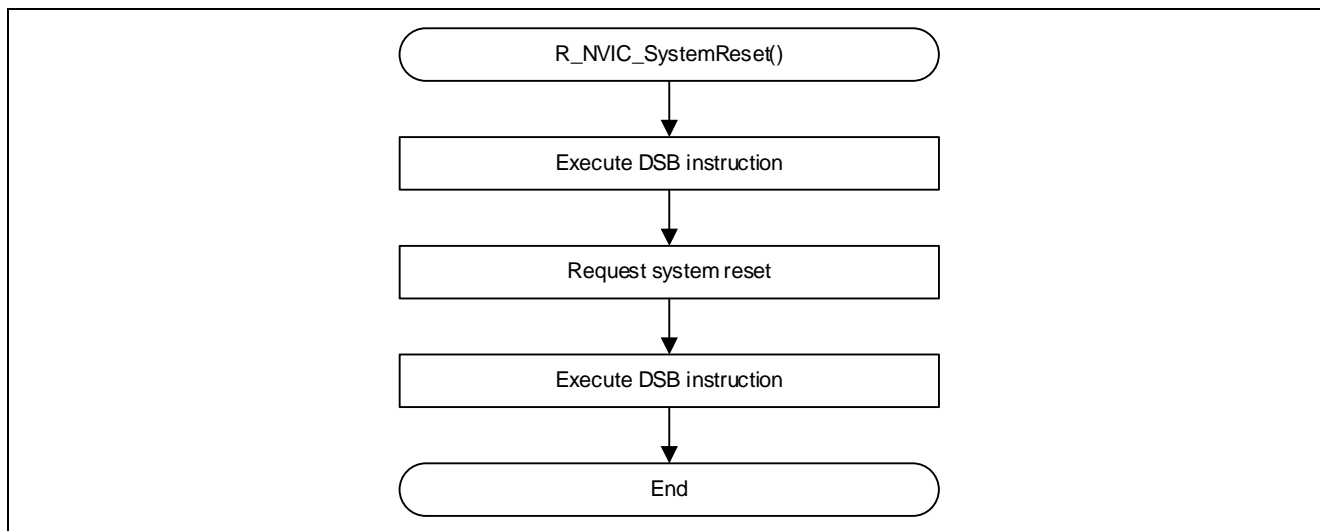 R_NVIC_SystemReset()
Execute DSB instruction
Request system reset
Execute DSB instruction
End